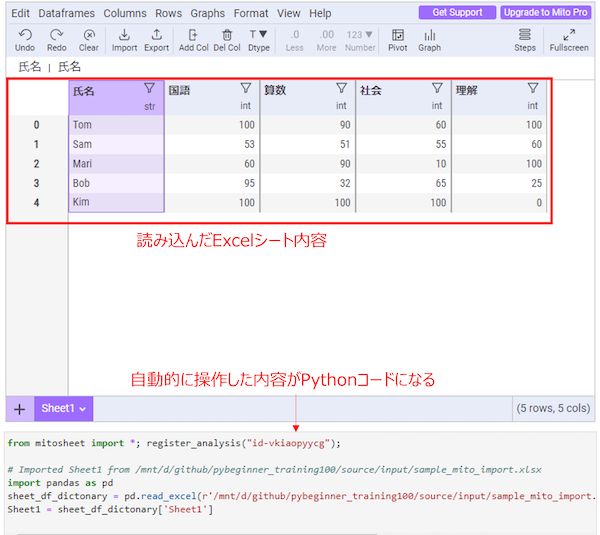 Edit Dataframes Columns Rows Graphs Format View Help Get Support Upgrade to Mito Pro
Undo Redo Clear Import Export Add Col Del Col T▼ Dtype .0 Less .00 More 123▼ Number Pivot Graph Steps Fullscreen
氏名 | 氏名
氏名 国語 算数 社会 理解
str int int int int
0 Tom 100 90 60 100
1 Sam 53 51 55 60
2 Mari 60 90 10 100
3 Bob 95 32 65 25
4 Kim 100 100 100 0
読み込んだExcelシート内容
自動的に操作した内容がPythonコードになる
+ Sheet1 (5 rows, 5 cols)
from mitosheet import *; register_analysis("id-vkiaopyycg");
# Imported Sheet1 from /mnt/d/github/pybeginner_training100/source/input/sample_mito_import.xlsx
import pandas as pd
sheet_df_dictonary = pd.read_excel(r'/mnt/d/github/pybeginner_training100/source/input/sample_mito_import.
Sheet1 = sheet_df_dictonary['Sheet1']